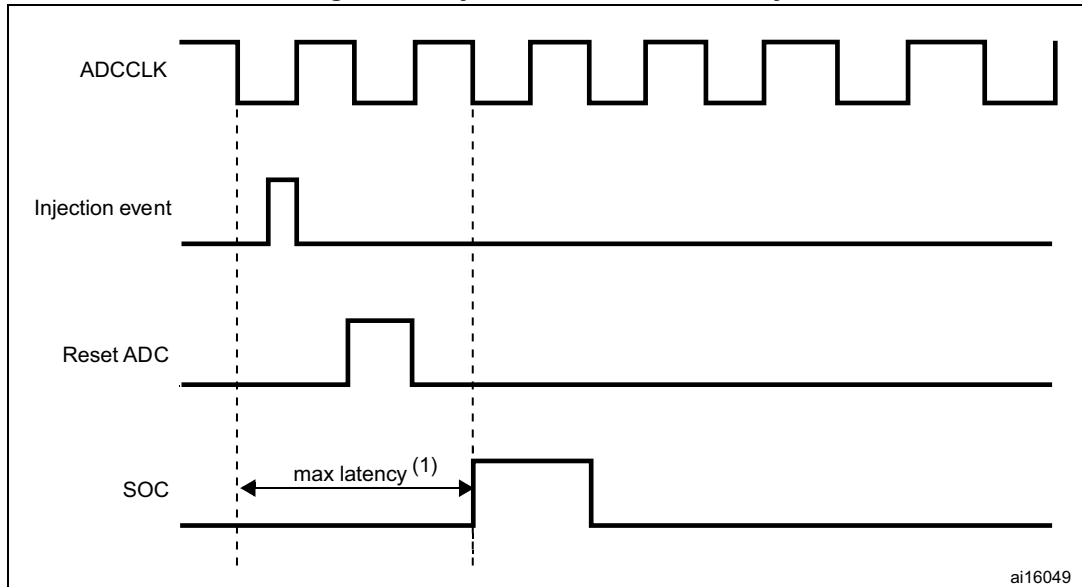 ADCCLK
Injection event
Reset ADC
max latency (1)
SOC
ai16049